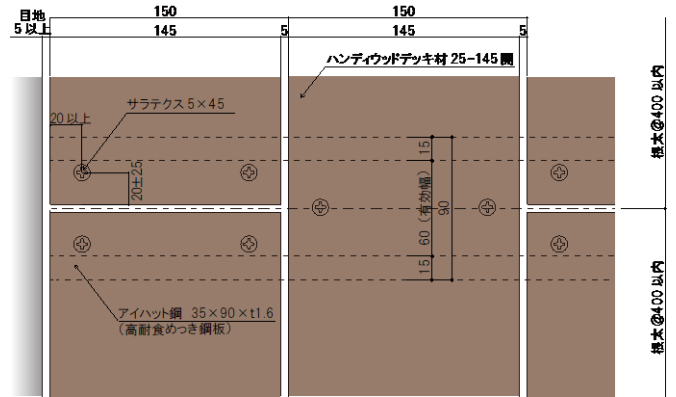 目地
5以上
150
150
145
5
145
5
ハンディウッドデッキ材 25-145 関
サラテクス 5×45
20以上
20±25
15
60 (有効幅)
90
15
根太@400以内
根太@400以内
アイハット鋼 35×90×t1.6
(高耐食めっき鋼板)